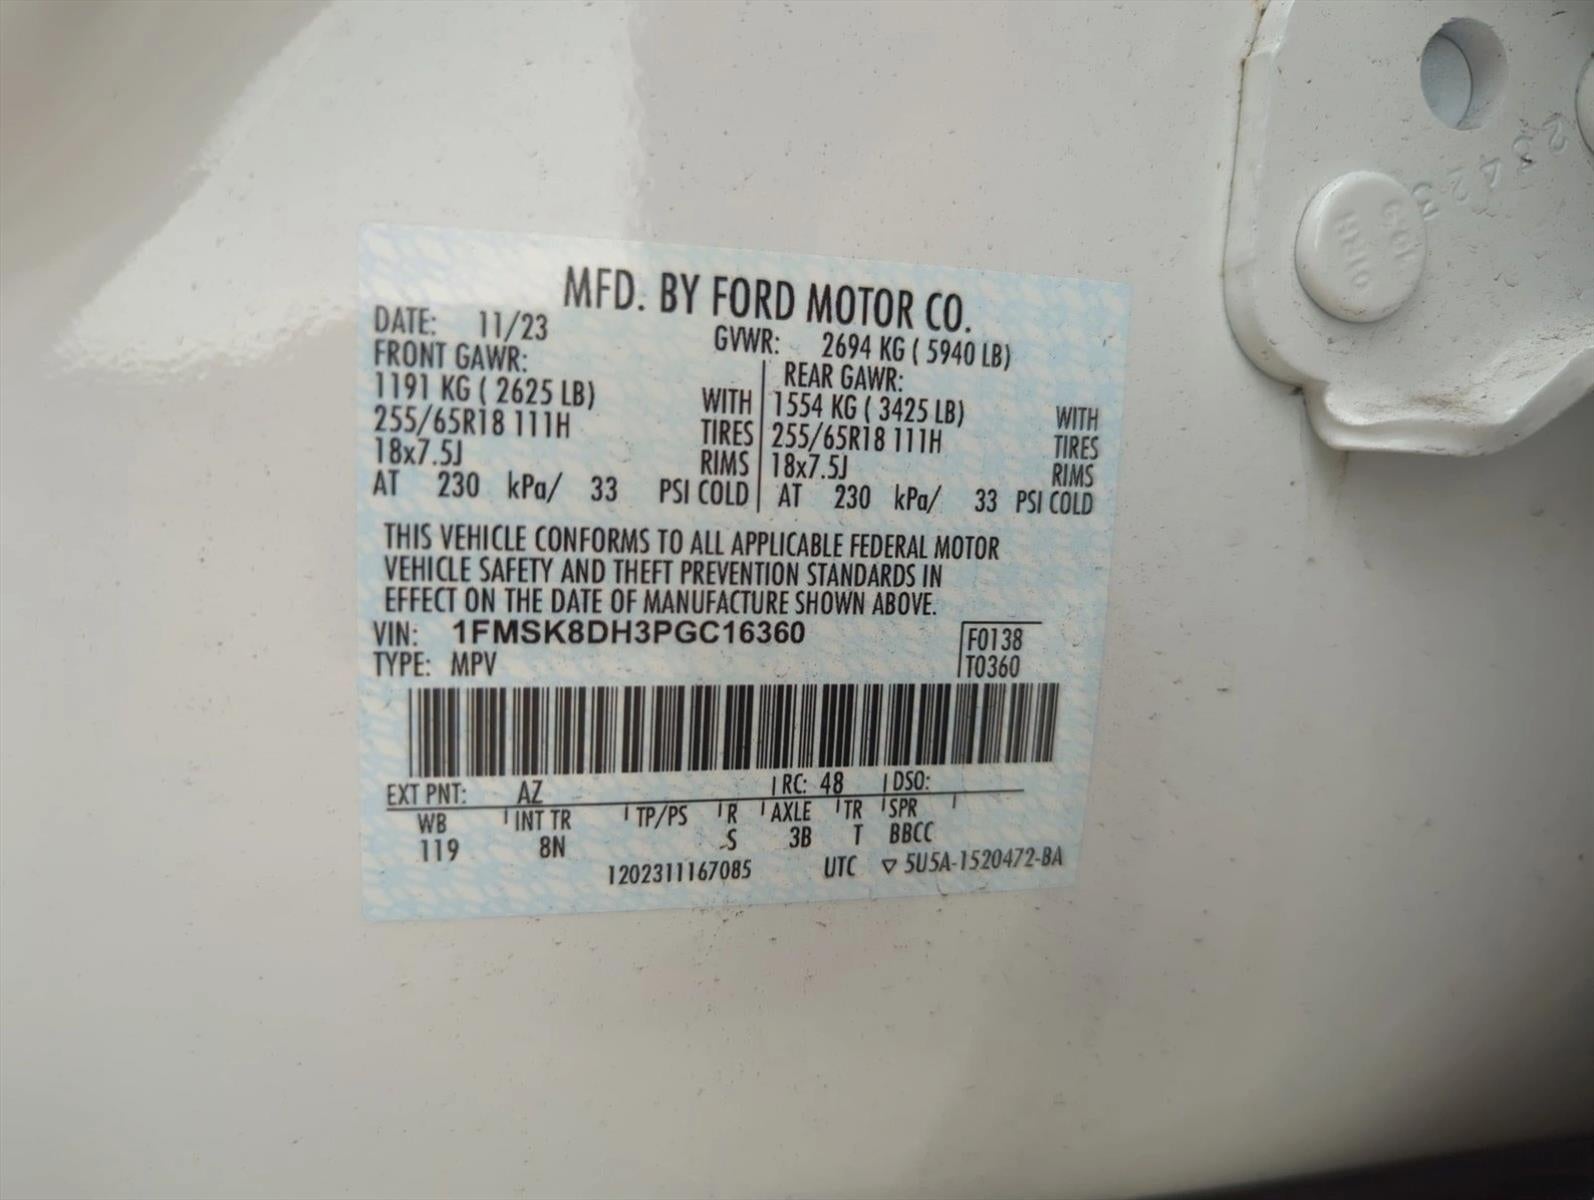 MFD. BY FORD MOTOR CO.
DATE: 11/23 GVWR: 2694 KG ( 5940 LB)
FRONT GAWR: REAR GAWR:
1191 KG ( 2625 LB) WITH 1554 KG ( 3425 LB) WITH
255/65R18 111H TIRES 255/65R18 111H TIRES
18x7.5J RIMS 18x7.5J RIMS
AT 230 kPa/ 33 PSI COLD AT 230 kPa/ 33 PSI COLD
THIS VEHICLE CONFORMS TO ALL APPLICABLE FEDERAL MOTOR
VEHICLE SAFETY AND THEFT PREVENTION STANDARDS IN
EFFECT ON THE DATE OF MANUFACTURE SHOWN ABOVE.
VIN: 1FMSK8DH3PGC16360 F0138
TYPE: MPV T0360
EXT PNT: AZ RC: 48 DSO:
WB INT TR TP/PS R AXLE TR SPR
119 8N S 3B T BBCC
1202311167085 UTC ▽ 5U5A-1520472-BA